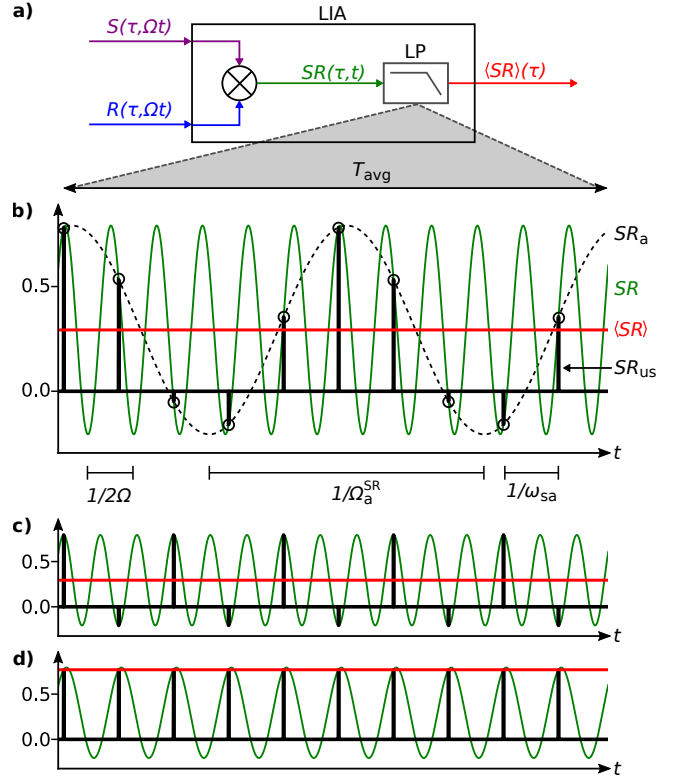 a)
LIA
S(τ,Ωt)
LP
SR(τ,t)
⟨SR⟩(τ)
R(τ,Ωt)
T_avg
b)
SR_a
0.5
SR
⟨SR⟩
SR_us
0.0
t
1/2Ω
1/Ω_a^SR
1/ω_sa
c)
0.5
0.0
t
d)
0.5
0.0
t